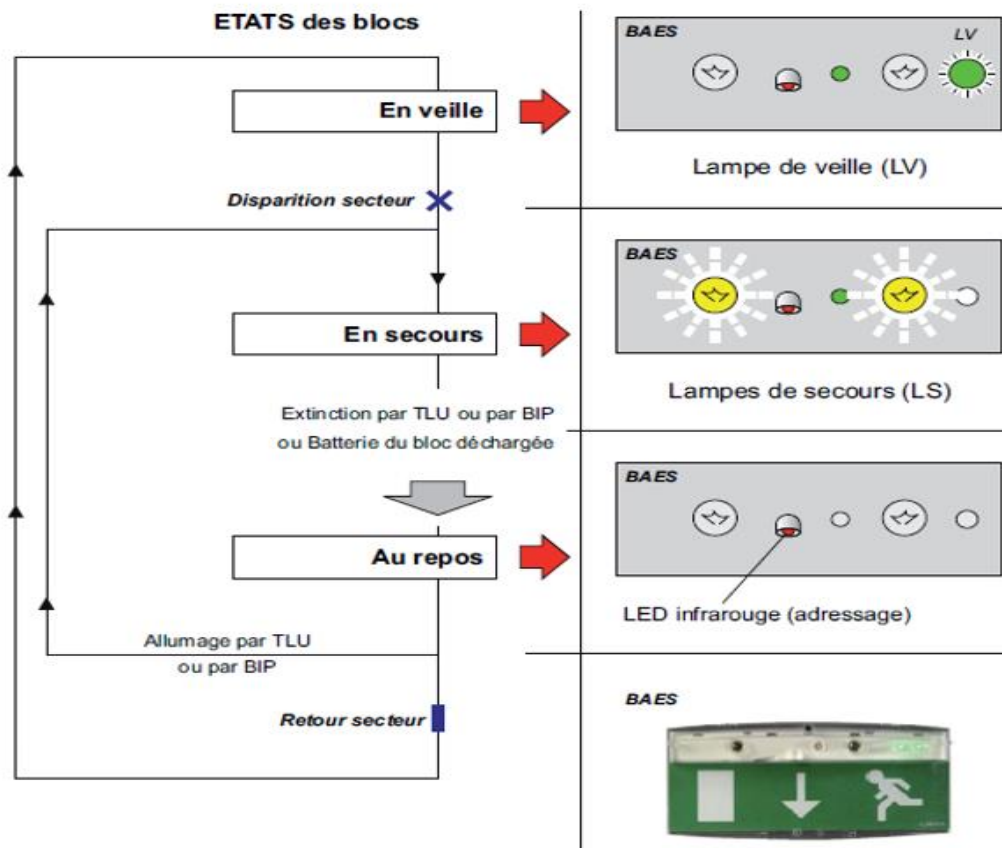 ETATS des blocs
BAES
LV
En veille
Lampe de veille (LV)
Disparition secteur
BAES
En secours
Lampes de secours (LS)
Extinction par TLU ou par BIP
ou Batterie du bloc déchargée
BAES
Au repos
LED infrarouge (adressage)
Allumage par TLU
ou par BIP
Retour secteur
BAES